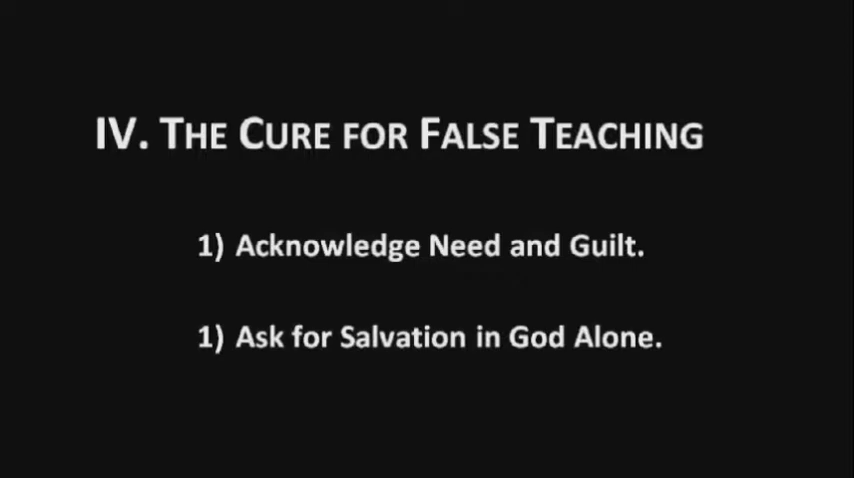 IV. THE CURE FOR FALSE TEACHING
1) Acknowledge Need and Guilt.
1) Ask for Salvation in God Alone.